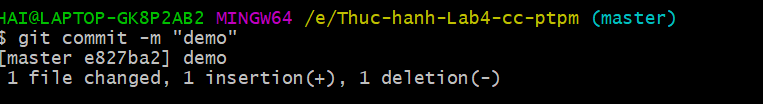 HAI@LAPTOP-GK8P2AB2 MINGW64 /e/Thuc-hanh-Lab4-cc-ptpm (master)
$ git commit -m "demo"
[master e827ba2] demo
 1 file changed, 1 insertion(+), 1 deletion(-)